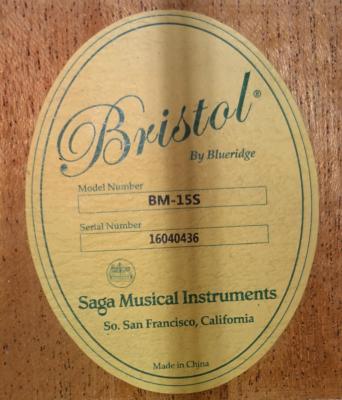 Bristol®
By Blueridge
Model Number
BM-15S
Serial Number
16040436
Saga Musical Instruments
So. San Francisco, California
Made in China